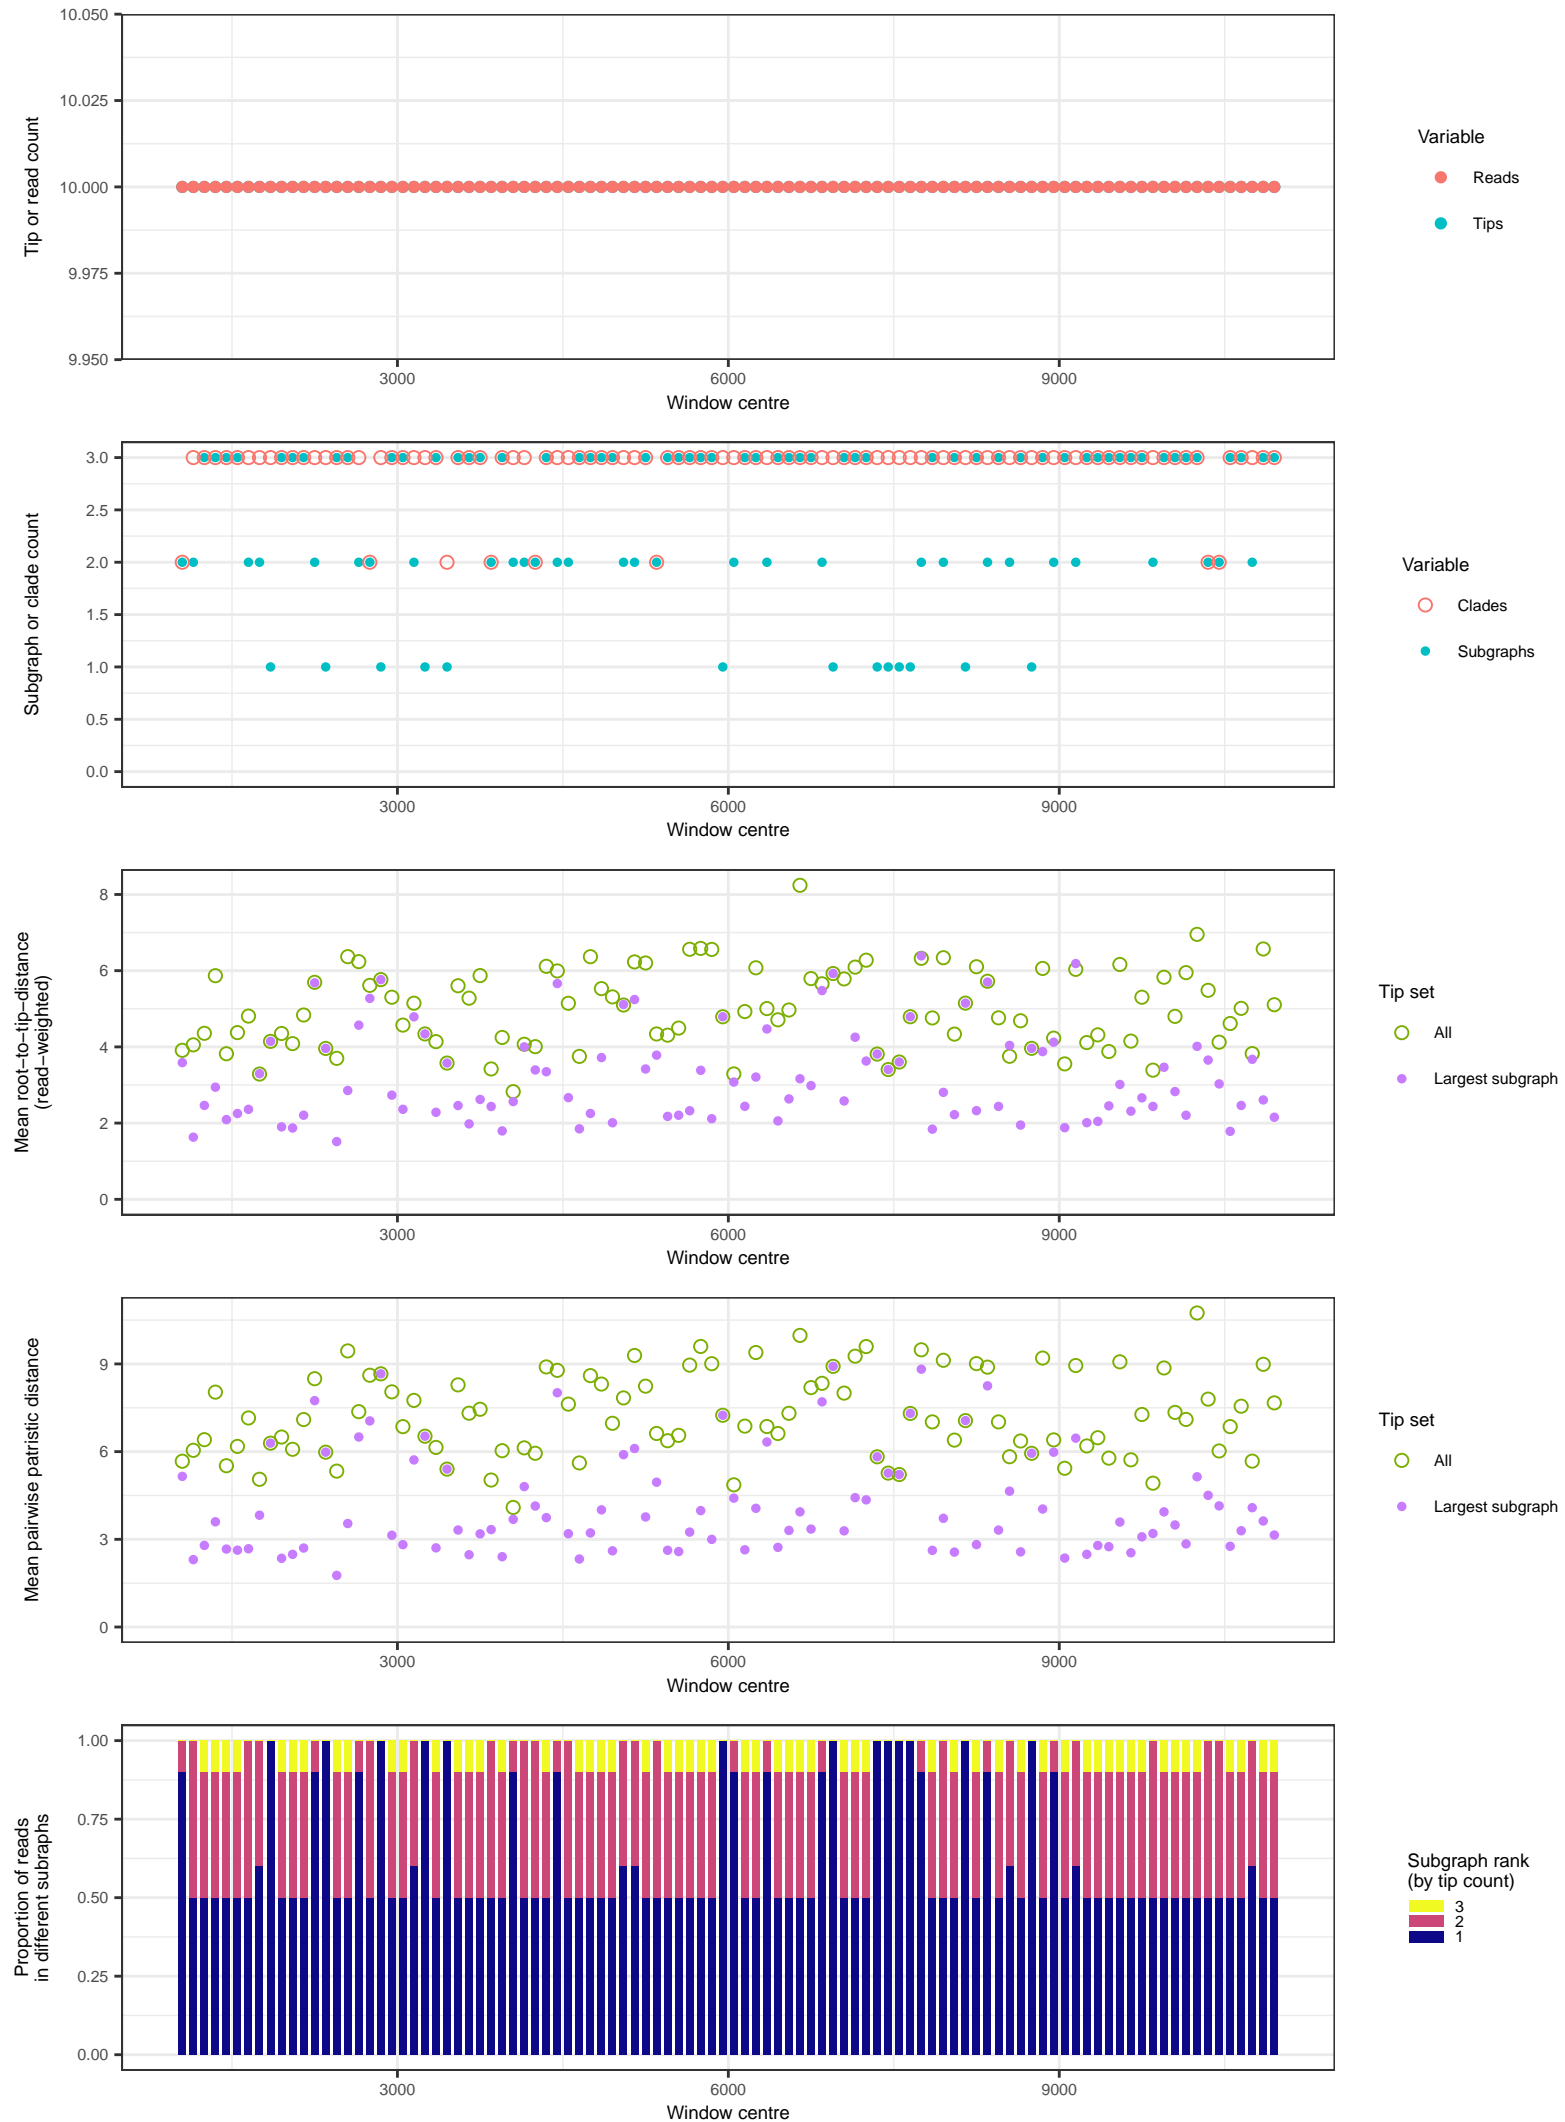 10.050
10.025
10.000
9.975
9.950
Tip or read count
3000
6000
9000
Window centre
Variable
Reads
Tips
3.0
2.5
2.0
1.5
1.0
0.5
0.0
Subgraph or clade count
3000
6000
9000
Window centre
Variable
Clades
Subgraphs
8
6
4
2
0
Mean root−to−tip−distance
(read−weighted)
3000
6000
9000
Window centre
Tip set
All
Largest subgraph
9
6
3
0
Mean pairwise patristic distance
3000
6000
9000
Window centre
Tip set
All
Largest subgraph
1.00
0.75
0.50
0.25
0.00
Proportion of reads
in different subraphs
3000
6000
9000
Window centre
Subgraph rank
(by tip count)
3
2
1